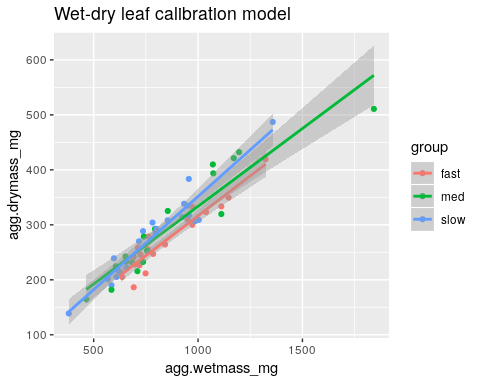 Wet-dry leaf calibration model
600
500
400
300
200
100
agg.drymass_mg
500
1000
1500
agg.wetmass_mg
group
fast
med
slow